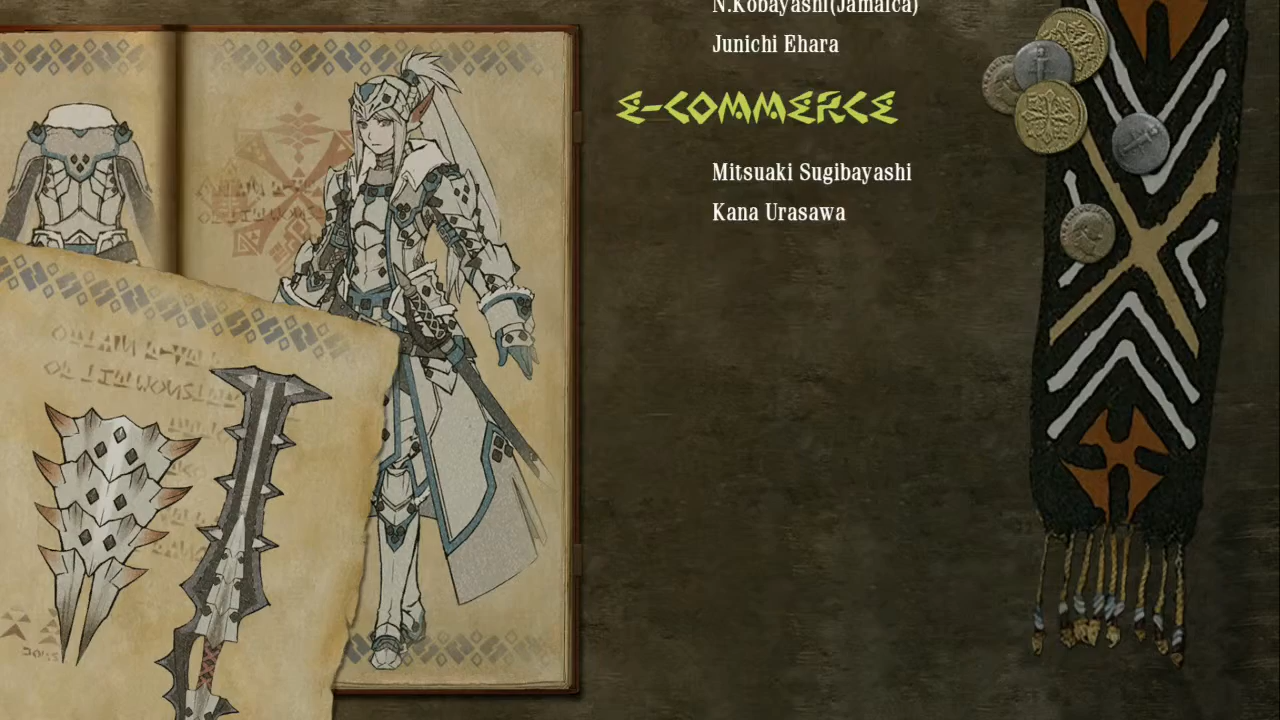 N.Kobayashi(Jamaica)
Junichi Ehara
E-COMMERCE
Mitsuaki Sugibayashi
Kana Urasawa